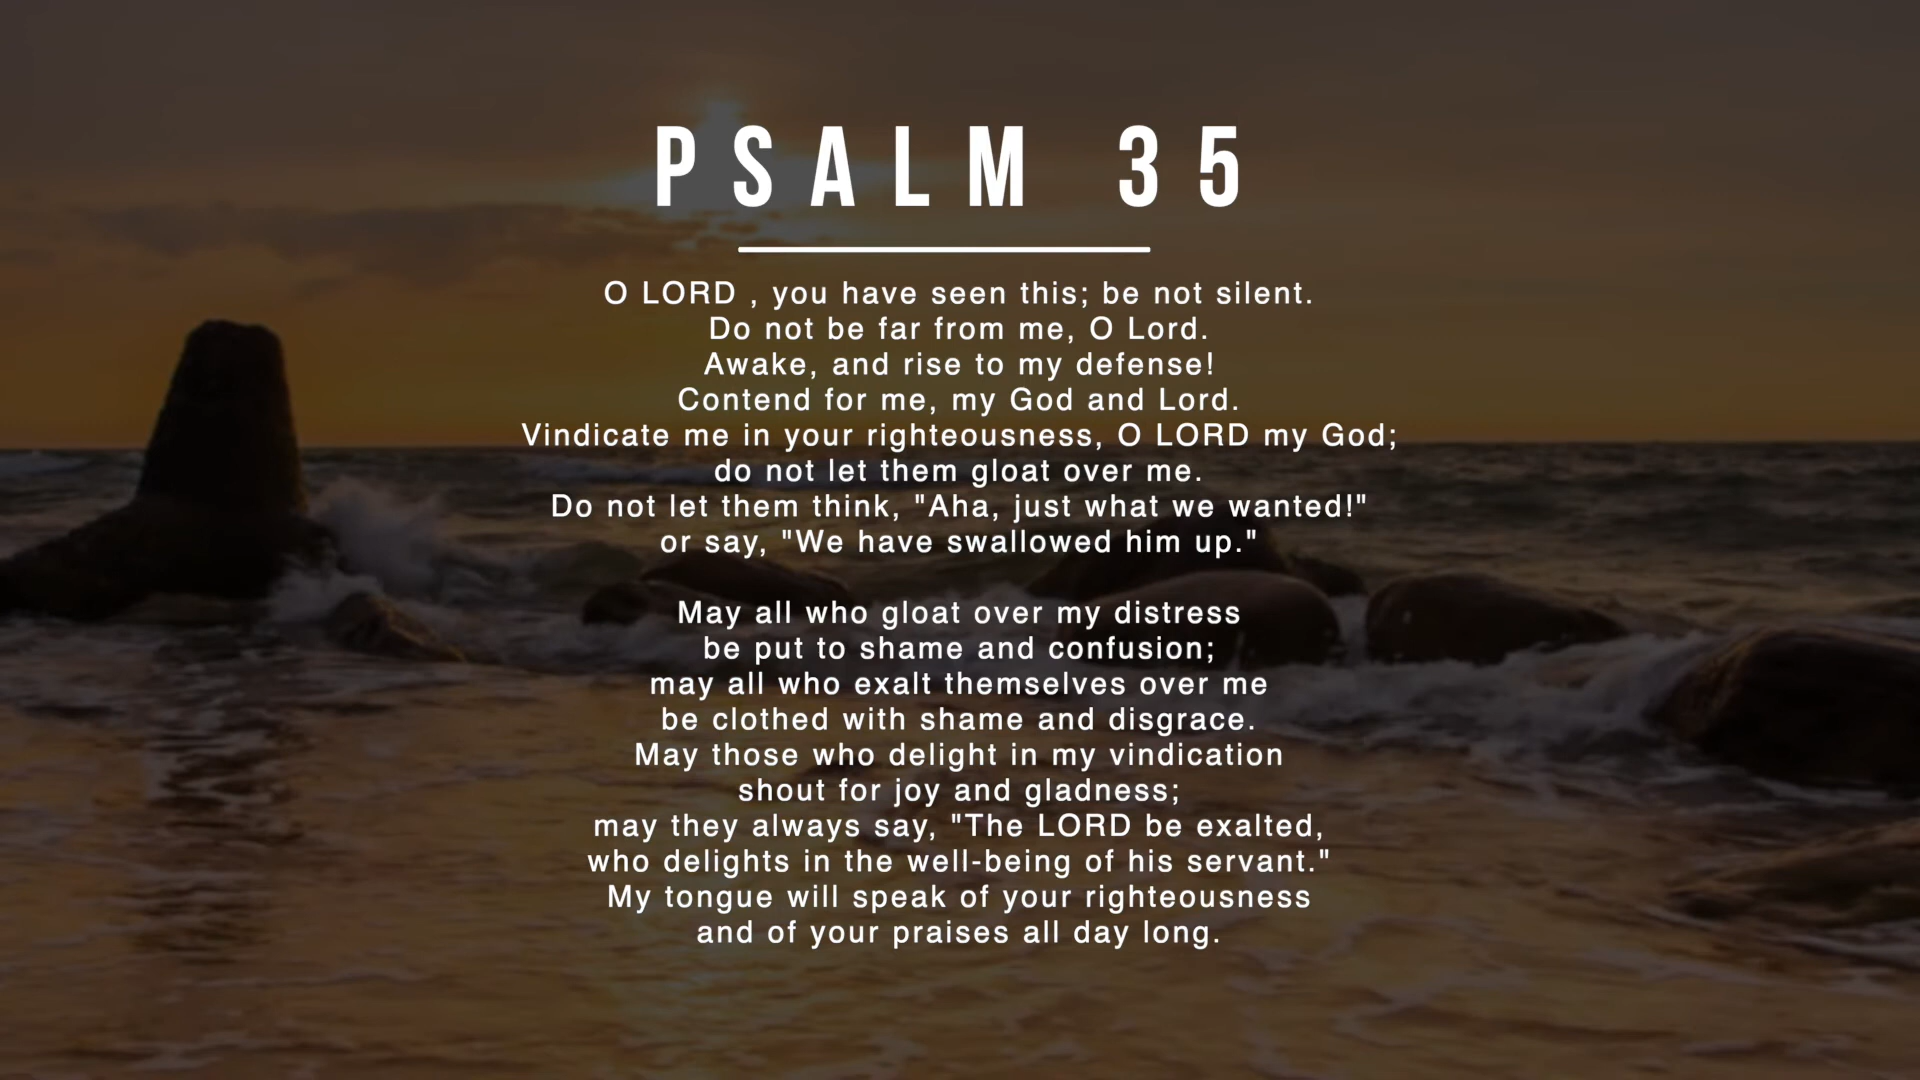 PSALM 35
O LORD , you have seen this; be not silent.
Do not be far from me, O Lord.
Awake, and rise to my defense!
Contend for me, my God and Lord.
Vindicate me in your righteousness, O LORD my God;
do not let them gloat over me.
Do not let them think, "Aha, just what we wanted!"
or say, "We have swallowed him up."
May all who gloat over my distress
be put to shame and confusion;
may all who exalt themselves over me
be clothed with shame and disgrace.
May those who delight in my vindication
shout for joy and gladness;
may they always say, "The LORD be exalted,
who delights in the well-being of his servant."
My tongue will speak of your righteousness
and of your praises all day long.